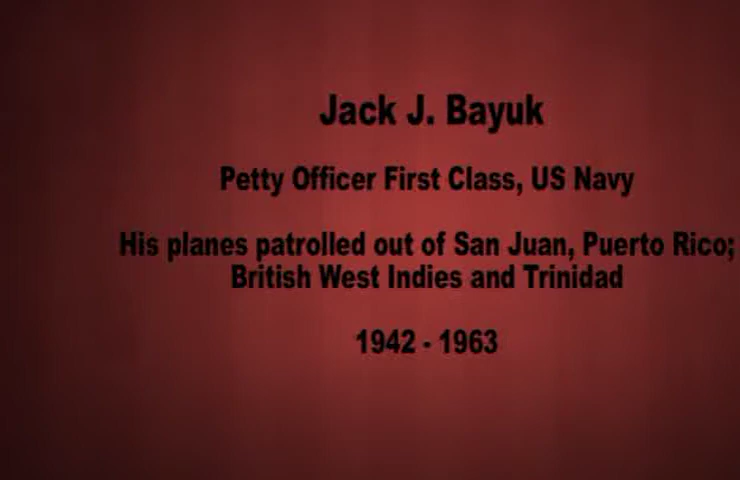 Jack J. Bayuk
Petty Officer First Class, US Navy
His planes patrolled out of San Juan, Puerto Rico;
British West Indies and Trinidad
1942 - 1963